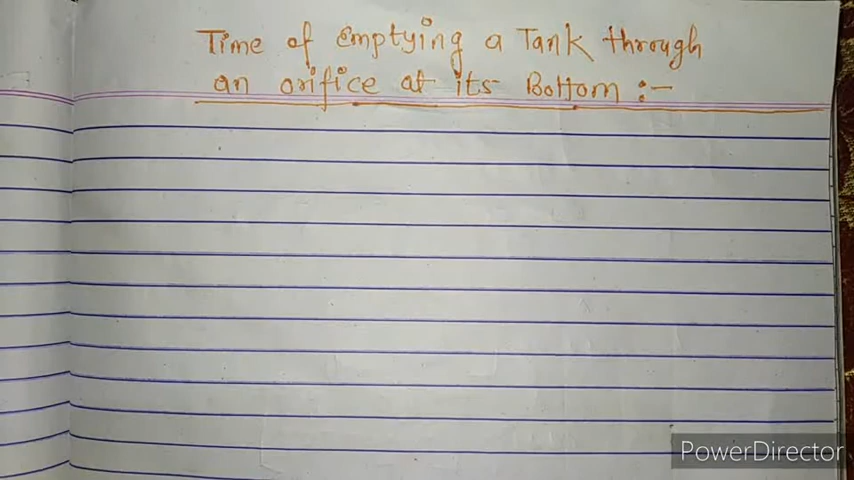 Time of emptying a Tank through
an orifice at its Bottom :-
PowerDirector